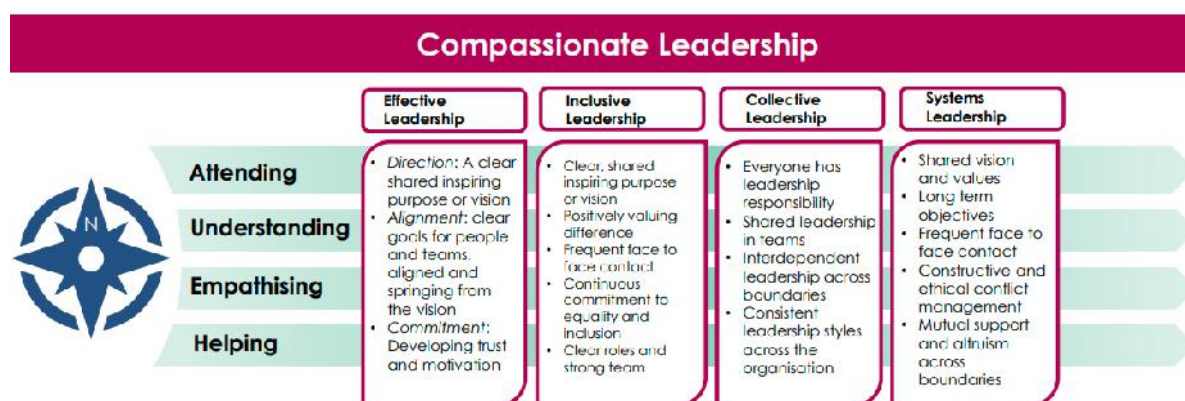 Compassionate Leadership
Effective
Leadership
Inclusive
Leadership
Collective
Leadership
Systems
Leadership
N
Attending
Understanding
Empathising
Helping
• Direction: A clear
shared inspiring
purpose or vision
• Alignment: clear
goals for people
and teams,
aligned and
springing from
the vision
• Commitment:
Developing trust
and motivation
• Clear, shared
inspiring purpose
or vision
• Positively valuing
difference
• Frequent face to
face contact
• Continuous
commitment to
equality and
inclusion
• Clear roles and
strong team
• Everyone has
leadership
responsibility
• Shared leadership
in teams
• Interdependent
leadership across
boundaries
• Consistent
leadership styles
across the
organisation
• Shared vision
and values
• Long term
objectives
• Frequent face to
face contact
• Constructive and
ethical conflict
management
• Mutual support
and altruism
across
boundaries